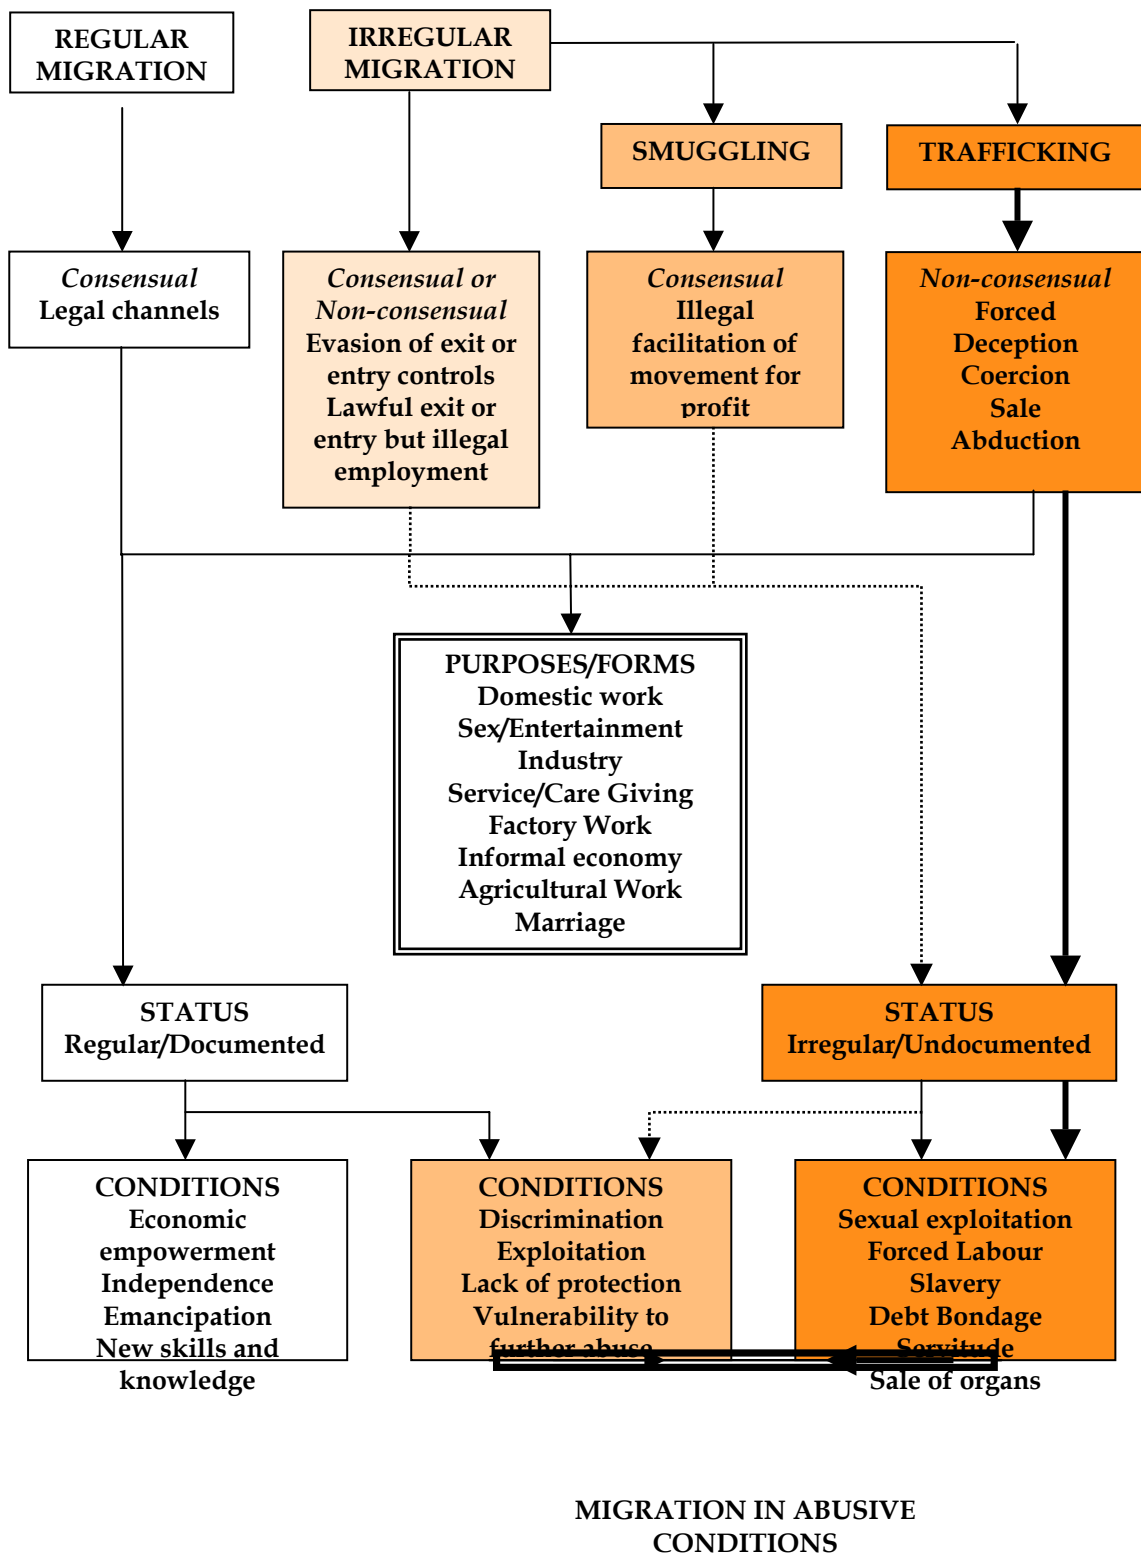 REGULAR
MIGRATION
IRREGULAR
MIGRATION
SMUGGLING
TRAFFICKING
Consensual
Legal channels
Consensual or
Non-consensual
Evasion of exit or
entry controls
Lawful exit or
entry but illegal
employment
Consensual
Illegal
facilitation of
movement for
profit
Non-consensual
Forced
Deception
Coercion
Sale
Abduction
PURPOSES/FORMS
Domestic work
Sex/Entertainment
Industry
Service/Care Giving
Factory Work
Informal economy
Agricultural Work
Marriage
STATUS
Regular/Documented
STATUS
Irregular/Undocumented
CONDITIONS
Economic
empowerment
Independence
Emancipation
New skills and
knowledge
CONDITIONS
Discrimination
Exploitation
Lack of protection
Vulnerability to
further abuse
CONDITIONS
Sexual exploitation
Forced Labour
Slavery
Debt Bondage
Servitude
Sale of organs
MIGRATION IN ABUSIVE
CONDITIONS